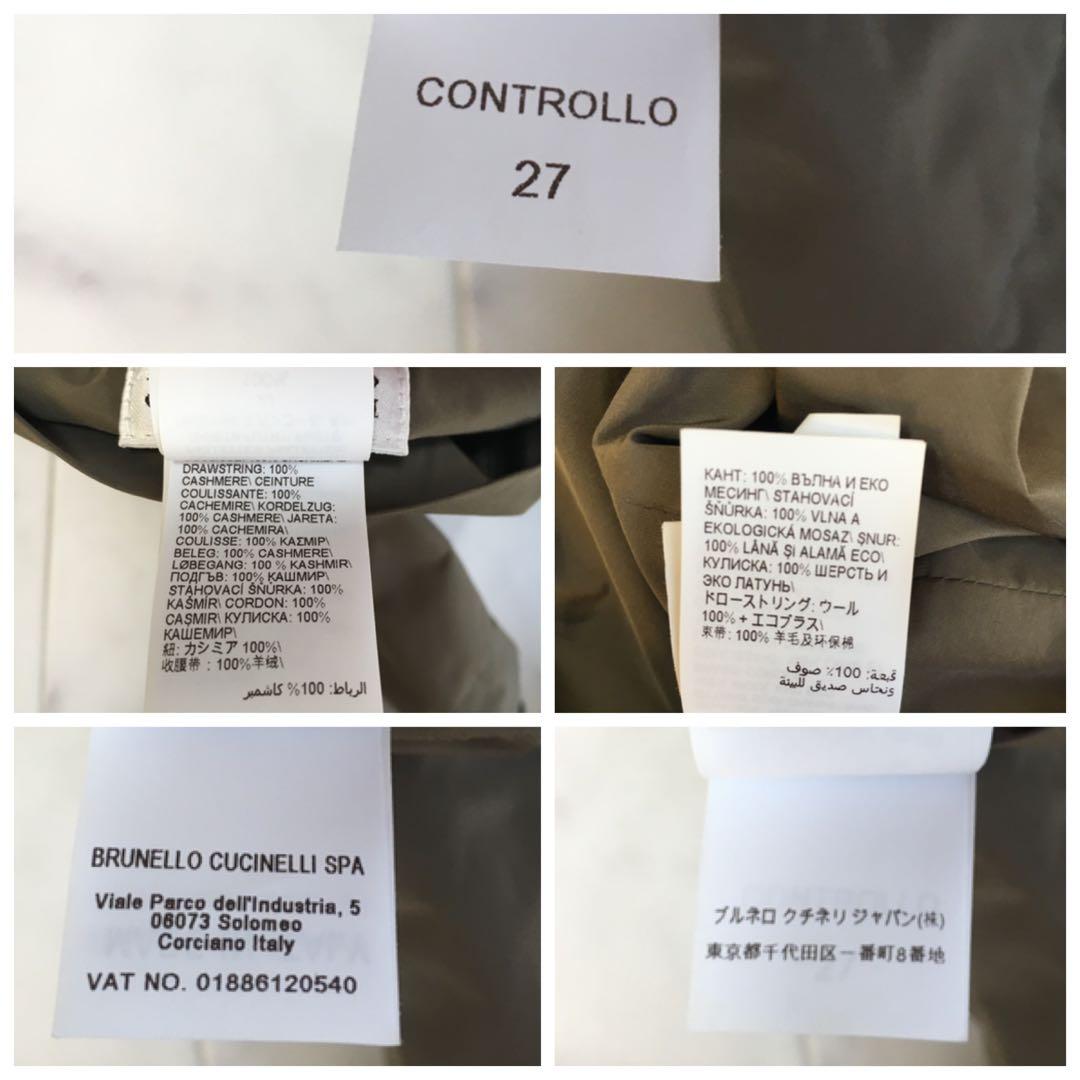 CONTROLLO
27
DRAWSTRING: 100%
CASHMERE\ CEINTURE
COULISSANTE: 100%
CACHEMIRE\ KORDELZUG:
100% CASHMERE\ JARETA:
100% CACHEMIRA\
COULISSE: 100% ΚΑΣΜΙΡ\
BELEG: 100% CASHMERE\
LØBEGANG: 100 % KASHMIR\
ПОДГЪВ: 100% КАШМИР\
STAHOVACÍ ŠŇŮRKA: 100%
KAŠMÍR\ CORDON: 100%
CAȘMIR\ КУЛИСКА: 100%
КАШЕМИР\
紐: カシミア 100%\
收腰带 : 100%羊绒\
الرباط: 100% كاشمير
КАНТ: 100% ВЪЛНА И ЕКО
МЕСИНГ\ STAHOVACÍ
ŠŇŮRKA: 100% VLNA A
EKOLOGICKÁ MOSAZ\ ȘNUR:
100% LÂNĂ ȘI ALAMĂ ECO\
КУЛИСКА: 100% ШЕРСТЬ И
ЭКО ЛАТУНЬ\
ドローストリング: ウール
100% + エコブラス\
束带: 100% 羊毛及环保棉
قبعة: 100٪ صوف
ونحاس صديق للبيئة
BRUNELLO CUCINELLI SPA
Viale Parco dell'Industria, 5
06073 Solomeo
Corciano Italy
VAT NO. 01886120540
ブルネロ クチネリ ジャパン(株)
東京都千代田区一番町8番地